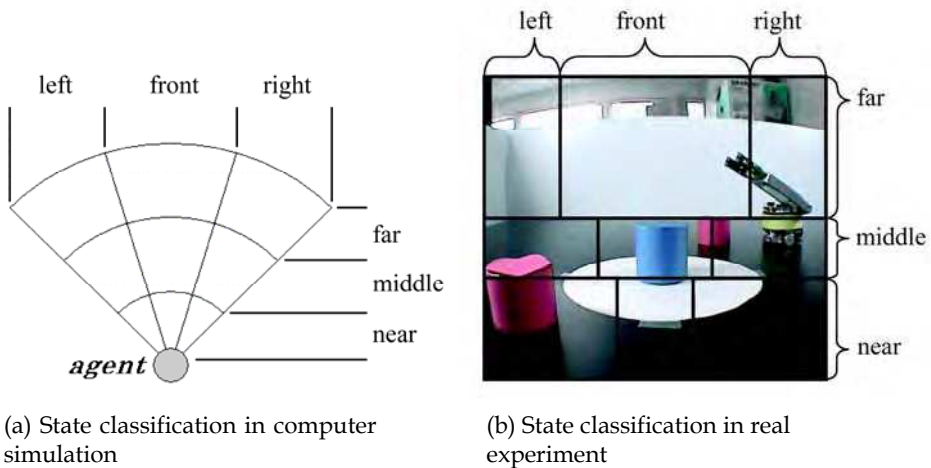 left front right
far
middle
near
agent
(a) State classification in computer
simulation
left front right
far
middle
near
(b) State classification in real
experiment